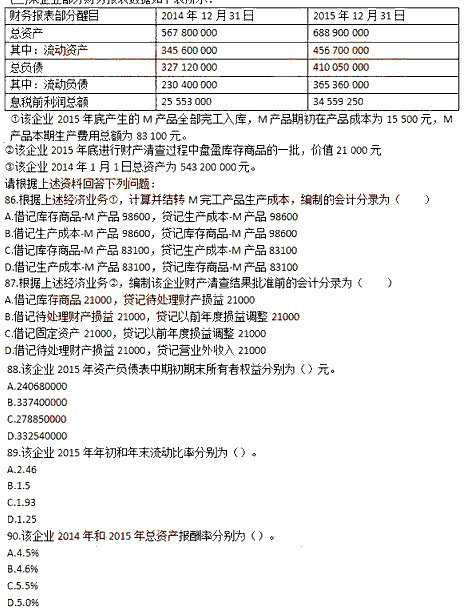 财务报表部分醒目 2014 年 12 月 31 日 2015 年 12 月 31 日
总资产 567 800 000 688 900 000
其中：流动资产 345 600 000 456 700 000
总负债 327 120 000 410 050 000
其中：流动负债 230 400 000 365 360 000
息税前利润总额 25 553 000 34 559 250
①该企业 2015 年底产生的 M 产品全部完工入库，M 产品期初在产品成本为 15 500 元，M
产品本期生产费用总额为 83 100 元。
②该企业 2015 年底进行财产清查过程中盘盈库存商品的一批，价值 21 000 元
③该企业 2014 年 1 月 1 日总资产为 543 200 000 元。
请根据上述资料回答下列问题：
86.根据上述经济业务①，计算并结转 M 完工产品生产成本，编制的会计分录为（ ）
A.借记库存商品-M 产品 98600，贷记生产成本-M 产品 98600
B.借记生产成本-M 产品 98600，贷记库存商品-M 产品 98600
C.借记库存商品-M 产品 83100，贷记生产成本-M 产品 83100
D.借记生产成本-M 产品 83100，贷记库存商品-M 产品 83100
87.根据上述经济业务②，编制该企业财产清查结果批准前的会计分录为（ ）
A.借记库存商品 21000，贷记待处理财产损益 21000
B.借记待处理财产损益 21000，贷记以前年度损益调整 21000
C.借记固定资产 21000，贷记以前年度损益调整 21000
D.借记待处理财产损益 21000，贷记营业外收入 21000
88.该企业 2015 年资产负债表中期初期末所有者权益分别为（）元。
A.240680000
B.337400000
C.278850000
D.332540000
89.该企业 2015 年年初和年末流动比率分别为（）。
A.2.46
B.1.5
C.1.93
D.1.25
90.该企业 2014 年和 2015 年总资产报酬率分别为（）。
A.4.5%
B.4.6%
C.5.5%
D.5.0%